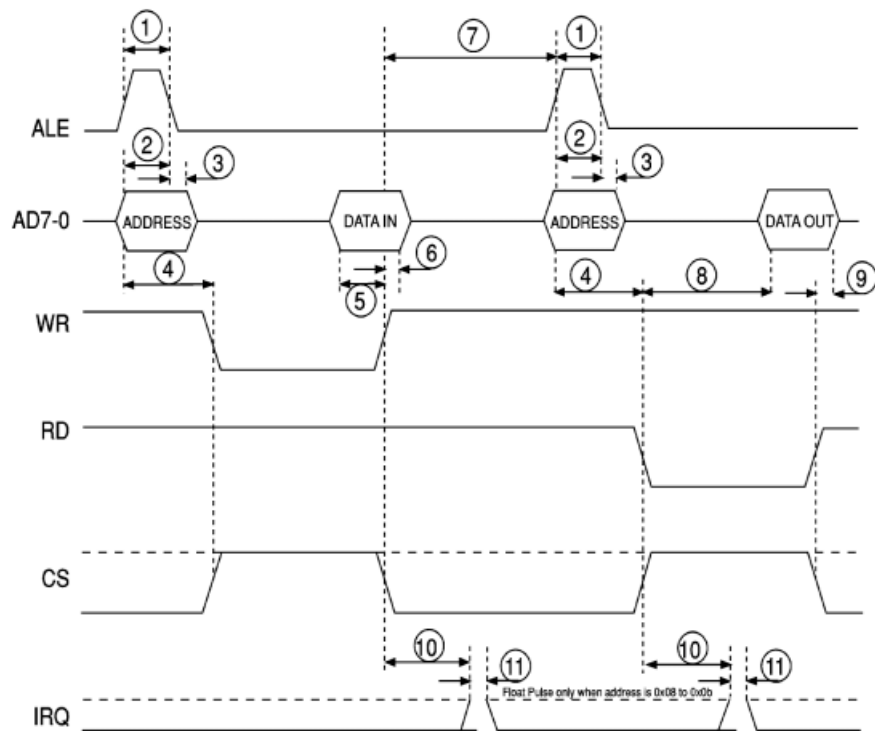 1 7 1
ALE
2 3 2 3
AD7-0 ADDRESS DATA IN ADDRESS DATA OUT
4 5 6 4 8 9
WR
RD
CS
10 11 10 11
Float Pulse only when address is 0x08 to 0x0b
IRQ